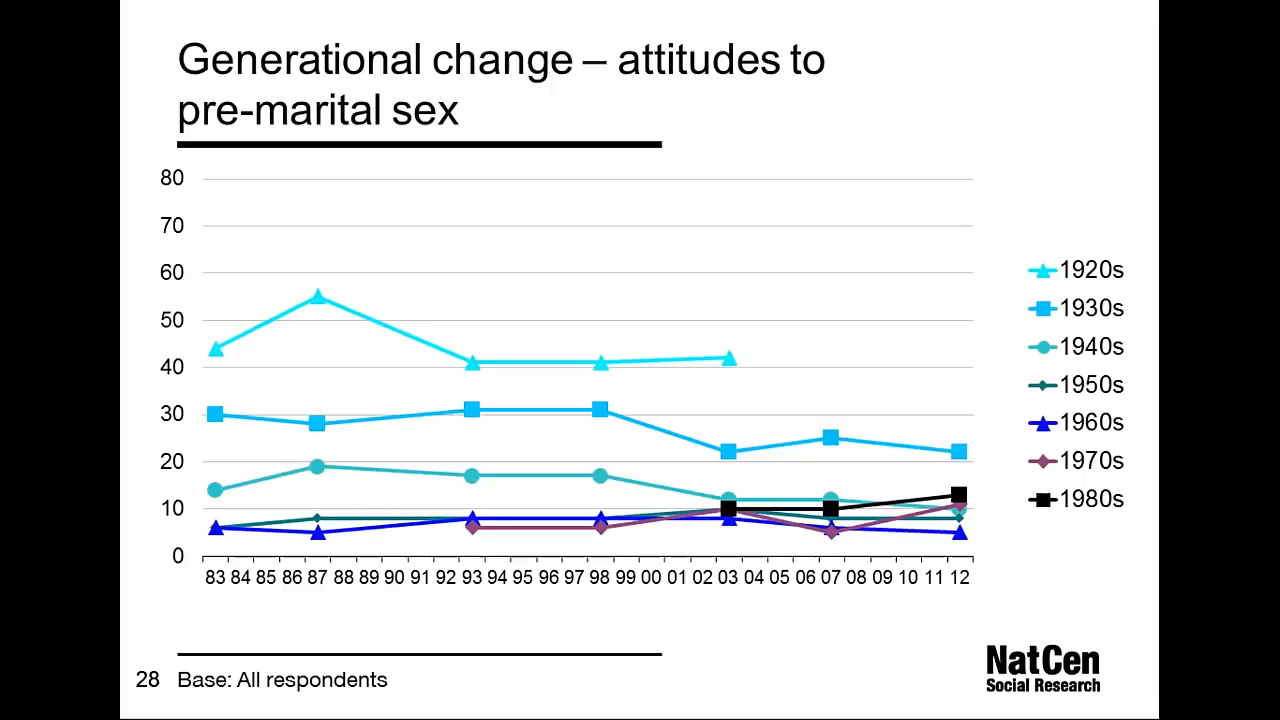 Generational change – attitudes to
pre-marital sex
80
70
60
50
40
30
20
10
0
83 84 85 86 87 88 89 90 91 92 93 94 95 96 97 98 99 00 01 02 03 04 05 06 07 08 09 10 11 12
1920s
1930s
1940s
1950s
1960s
1970s
1980s
28 Base: All respondents
NatCen
Social Research